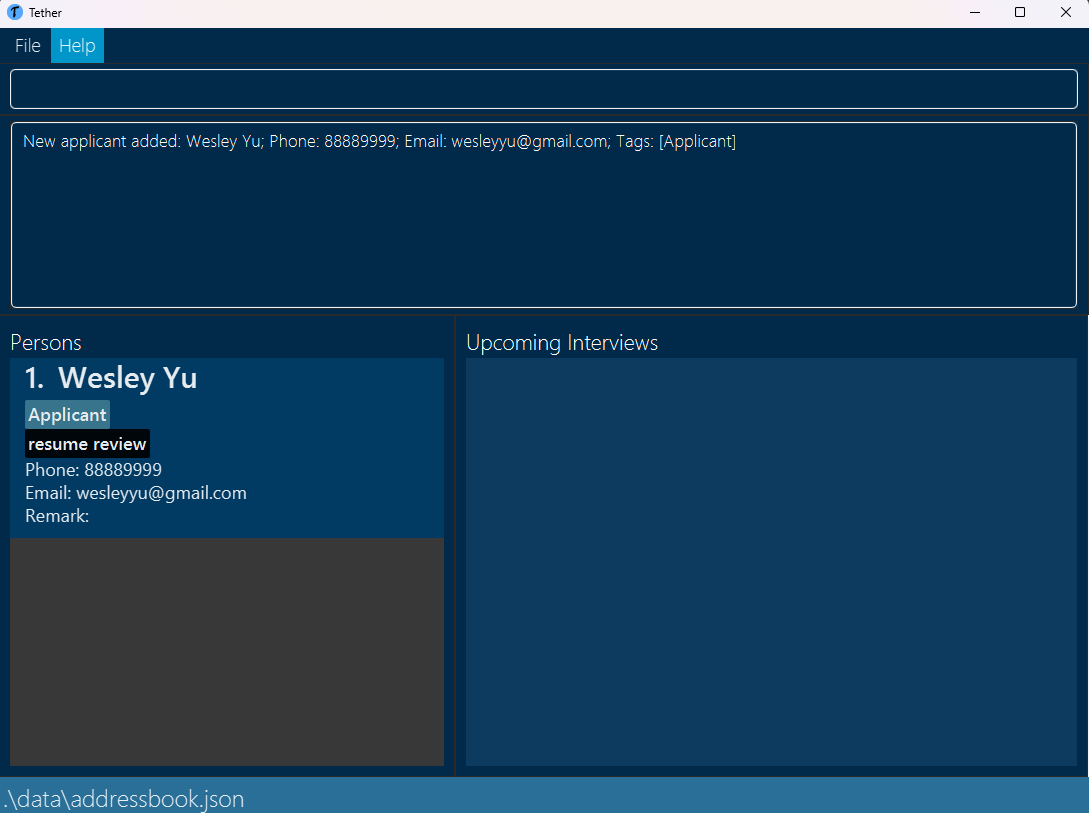 Tether
File Help
New applicant added: Wesley Yu; Phone: 88889999; Email: wesleyyu@gmail.com; Tags: [Applicant]
Persons
1. Wesley Yu
Applicant
resume review
Phone: 88889999
Email: wesleyyu@gmail.com
Remark:
Upcoming Interviews
.\data\addressbook.json